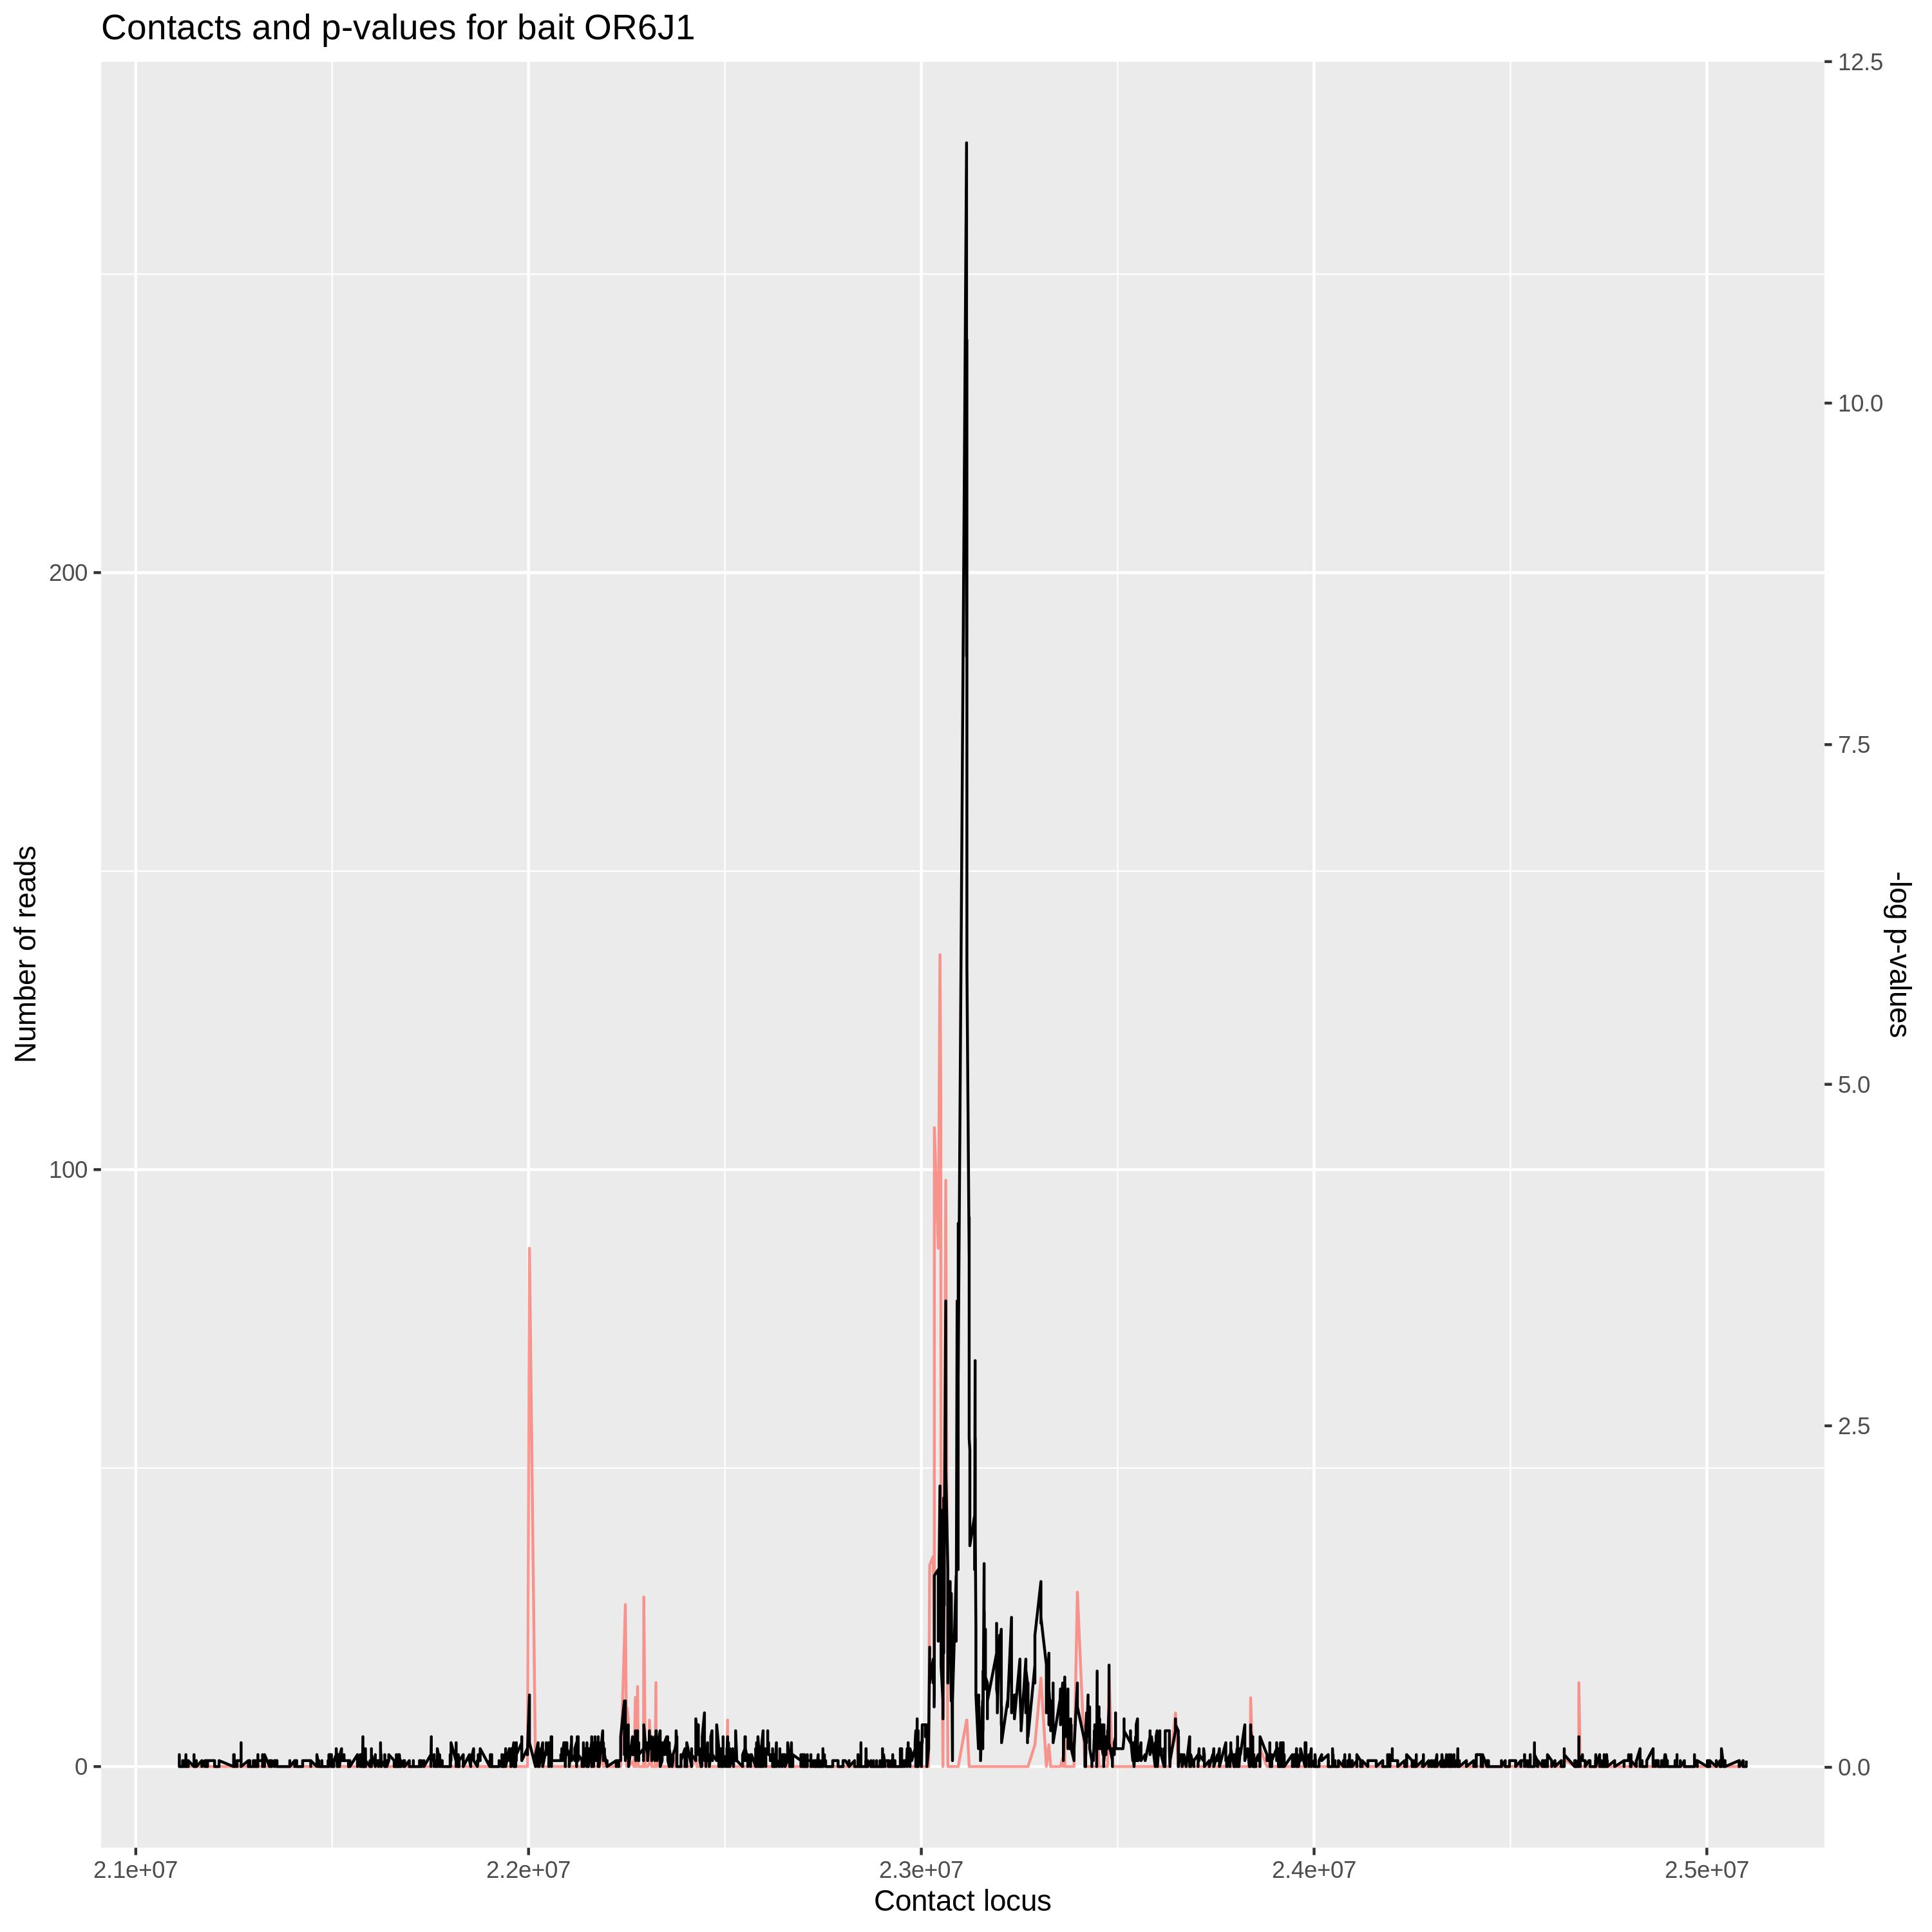 Contacts and p-values for bait OR6J1
Number of reads
0
100
200
0.0
2.5
5.0
7.5
10.0
12.5
-log p-values
2.1e+07
2.2e+07
2.3e+07
2.4e+07
2.5e+07
Contact locus